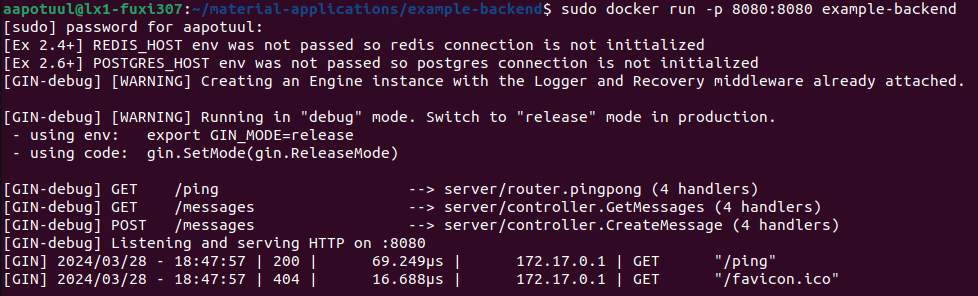 aapotuul@lx1-fuxi307:~/material-applications/example-backend$ sudo docker run -p 8080:8080 example-backend
[sudo] password for aapotuul:
[Ex 2.4+] REDIS_HOST env was not passed so redis connection is not initialized
[Ex 2.6+] POSTGRES_HOST env was not passed so postgres connection is not initialized
[GIN-debug] [WARNING] Creating an Engine instance with the Logger and Recovery middleware already attached.
[GIN-debug] [WARNING] Running in "debug" mode. Switch to "release" mode in production.
 - using env:   export GIN_MODE=release
 - using code:  gin.SetMode(gin.ReleaseMode)
[GIN-debug] GET    /ping                     --> server/router.pingpong (4 handlers)
[GIN-debug] GET    /messages                 --> server/controller.GetMessages (4 handlers)
[GIN-debug] POST   /messages                 --> server/controller.CreateMessage (4 handlers)
[GIN-debug] Listening and serving HTTP on :8080
[GIN] 2024/03/28 - 18:47:57 | 200 |      69.249µs |      172.17.0.1 | GET      "/ping"
[GIN] 2024/03/28 - 18:47:57 | 404 |      16.688µs |      172.17.0.1 | GET      "/favicon.ico"